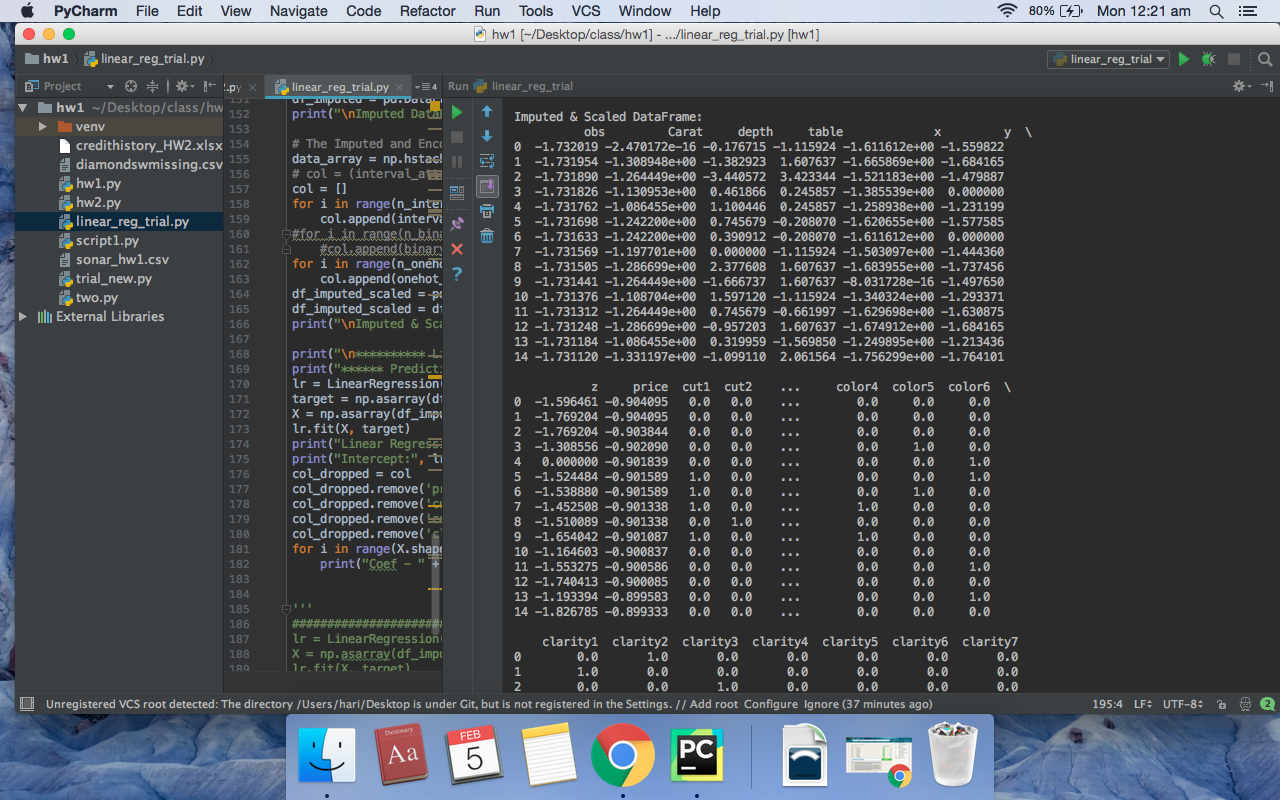 PyCharm File Edit View Navigate Code Refactor Run Tools VCS Window Help 80% Mon 12:21 am
hw1 [~/Desktop/class/hw1] - .../linear_reg_trial.py [hw1]
hw1 linear_reg_trial.py linear_reg_trial
Project
hw1 ~/Desktop/class/hw
venv
credithistory_HW2.xlsx
diamondswmissing.csv
hw1.py
hw2.py
linear_reg_trial.py
script1.py
sonar_hw1.csv
trial_new.py
two.py
External Libraries
2.py linear_reg_trial.py 4
151 df_imputed = pd.Data
152 print("\nImputed Data
153
154 # The Imputed and Enco
155 data_array = np.hstac
156 # col = (interval_at
157 col = []
158 for i in range(n_inter
159 col.append(interva
160 #for i in range(n_bina
161 #col.append(binar
162 for i in range(n_oneho
163 col.append(onehot_
164 df_imputed_scaled = pd
165 df_imputed_scaled = df
166 print("\nImputed & Sca
167
168 print("\n********** Li
169 print("****** Predicti
170 lr = LinearRegression(
171 target = np.asarray(df
172 X = np.asarray(df_impu
173 lr.fit(X, target)
174 print("Linear Regress
175 print("Intercept:", lr
176 col_dropped = col
177 col_dropped.remove('pr
178 col_dropped.remove('cu
179 col_dropped.remove(
180 col_dropped.remove('c
181 for i in range(X.shape
182 print("Coef - " +
183
184
185 '''
186 ######################
187 lr = LinearRegression(
188 X = np.asarray(df_impu
189 lr.fit(X, target)
Run linear_reg_trial
Imputed & Scaled DataFrame:
obs Carat depth table x y \
0 -1.732019 -2.470172e-16 -0.176715 -1.115924 -1.611612e+00 -1.559822
1 -1.731954 -1.308948e+00 -1.382923 1.607637 -1.665869e+00 -1.684165
2 -1.731890 -1.264449e+00 -3.440572 3.423344 -1.521183e+00 -1.479887
3 -1.731826 -1.130953e+00 0.461866 0.245857 -1.385539e+00 0.000000
4 -1.731762 -1.086455e+00 1.100446 0.245857 -1.258938e+00 -1.231199
5 -1.731698 -1.242200e+00 0.745679 -0.208070 -1.620655e+00 -1.577585
6 -1.731633 -1.242200e+00 0.390912 -0.208070 -1.611612e+00 0.000000
7 -1.731569 -1.197701e+00 0.000000 -1.115924 -1.503097e+00 -1.444360
8 -1.731505 -1.286699e+00 2.377608 1.607637 -1.683955e+00 -1.737456
9 -1.731441 -1.264449e+00 -1.666737 1.607637 -8.031728e-16 -1.497650
10 -1.731376 -1.108704e+00 1.597120 -1.115924 -1.340324e+00 -1.293371
11 -1.731312 -1.264449e+00 0.745679 -0.661997 -1.629698e+00 -1.630875
12 -1.731248 -1.286699e+00 -0.957203 1.607637 -1.674912e+00 -1.684165
13 -1.731184 -1.086455e+00 0.319959 -1.569850 -1.249895e+00 -1.213436
14 -1.731120 -1.331197e+00 -1.099110 2.061564 -1.756299e+00 -1.764101
z price cut1 cut2 ... color4 color5 color6 \
0 -1.596461 -0.904095 0.0 0.0 ... 0.0 0.0 0.0
1 -1.769204 -0.904095 0.0 0.0 ... 0.0 0.0 0.0
2 -1.769204 -0.903844 0.0 0.0 ... 0.0 0.0 0.0
3 -1.308556 -0.902090 0.0 0.0 ... 0.0 1.0 0.0
4 0.000000 -0.901839 0.0 0.0 ... 0.0 0.0 1.0
5 -1.524484 -0.901589 1.0 0.0 ... 0.0 0.0 1.0
6 -1.538880 -0.901589 1.0 0.0 ... 0.0 1.0 0.0
7 -1.452508 -0.901338 1.0 0.0 ... 1.0 0.0 0.0
8 -1.510089 -0.901338 0.0 1.0 ... 0.0 0.0 0.0
9 -1.654042 -0.901087 1.0 0.0 ... 1.0 0.0 0.0
10 -1.164603 -0.900837 0.0 0.0 ... 0.0 0.0 0.0
11 -1.553275 -0.900586 1.0 0.0 ... 0.0 0.0 1.0
12 -1.740413 -0.900085 0.0 0.0 ... 0.0 0.0 0.0
13 -1.193394 -0.899583 0.0 0.0 ... 0.0 0.0 1.0
14 -1.826785 -0.899333 0.0 0.0 ... 0.0 0.0 0.0
clarity1 clarity2 clarity3 clarity4 clarity5 clarity6 clarity7
0 0.0 1.0 0.0 0.0 0.0 0.0 0.0
1 1.0 0.0 0.0 0.0 0.0 0.0 0.0
2 0.0 0.0 1.0 0.0 0.0 0.0 0.0
Unregistered VCS root detected: The directory /Users/hari/Desktop is under Git, but is not registered in the Settings. // Add root Configure Ignore (37 minutes ago) 195:4 LF UTF-8 2
Dictionary
Aa
FEB
5
PC